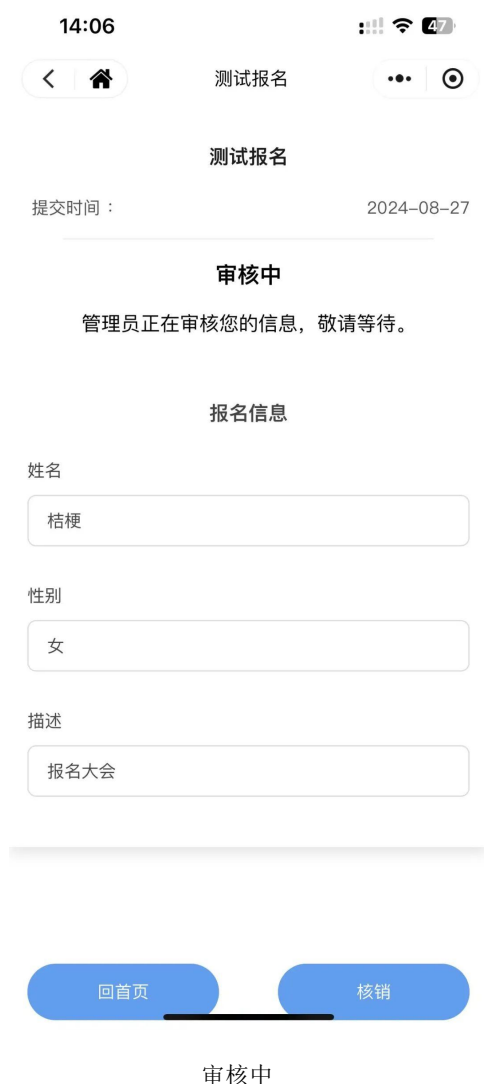 14:06
47
测试报名
测试报名
提交时间：
2024-08-27
审核中
管理员正在审核您的信息，敬请等待。
报名信息
姓名
桔梗
性别
女
描述
报名大会
回首页
核销
审核中